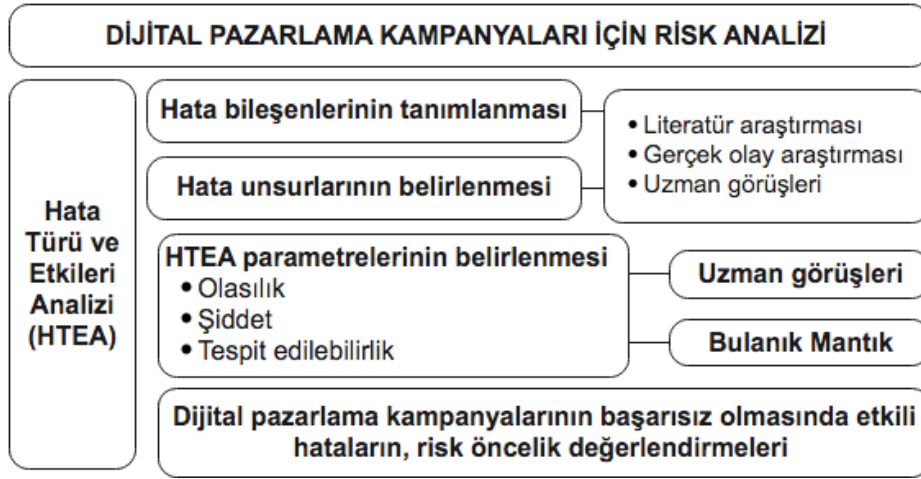 DİJİTAL PAZARLAMA KAMPANYALARI İÇİN RİSK ANALİZİ
Hata
Türü ve
Etkileri
Analizi
(HTEA)
Hata bileşenlerinin tanımlanması
Hata unsurlarının belirlenmesi
• Literatür araştırması
• Gerçek olay araştırması
• Uzman görüşleri
HTEA parametrelerinin belirlenmesi
• Olasılık
• Şiddet
• Tespit edilebilirlik
Uzman görüşleri
Bulanık Mantık
Dijital pazarlama kampanyalarının başarısız olmasında etkili
hataların, risk öncelik değerlendirmeleri